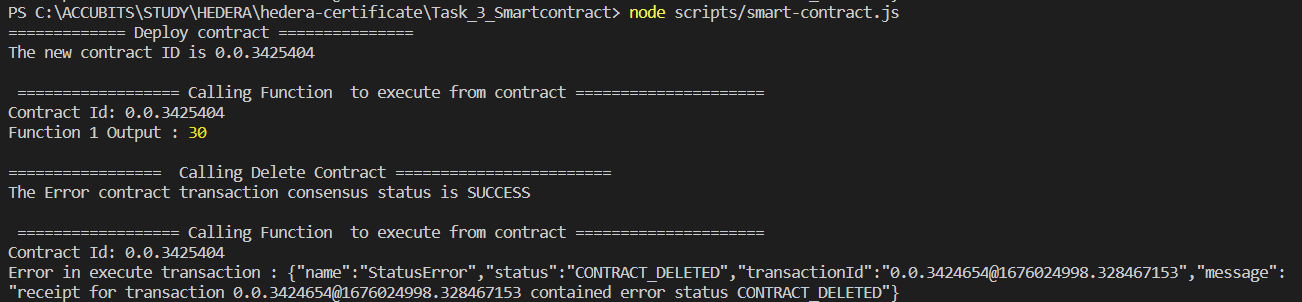 PS C:\ACCUBITS\STUDY\HEDERA\hedera-certificate\Task_3_Smartcontract> node scripts/smart-contract.js
============= Deploy contract ===============
The new contract ID is 0.0.3425404
================== Calling Function  to execute from contract =====================
Contract Id: 0.0.3425404
Function 1 Output : 30
=================  Calling Delete Contract ========================
The Error contract transaction consensus status is SUCCESS
================== Calling Function  to execute from contract =====================
Contract Id: 0.0.3425404
Error in execute transaction : {"name":"StatusError","status":"CONTRACT_DELETED","transactionId":"0.0.3424654@1676024998.328467153","message":
"receipt for transaction 0.0.3424654@1676024998.328467153 contained error status CONTRACT_DELETED"}